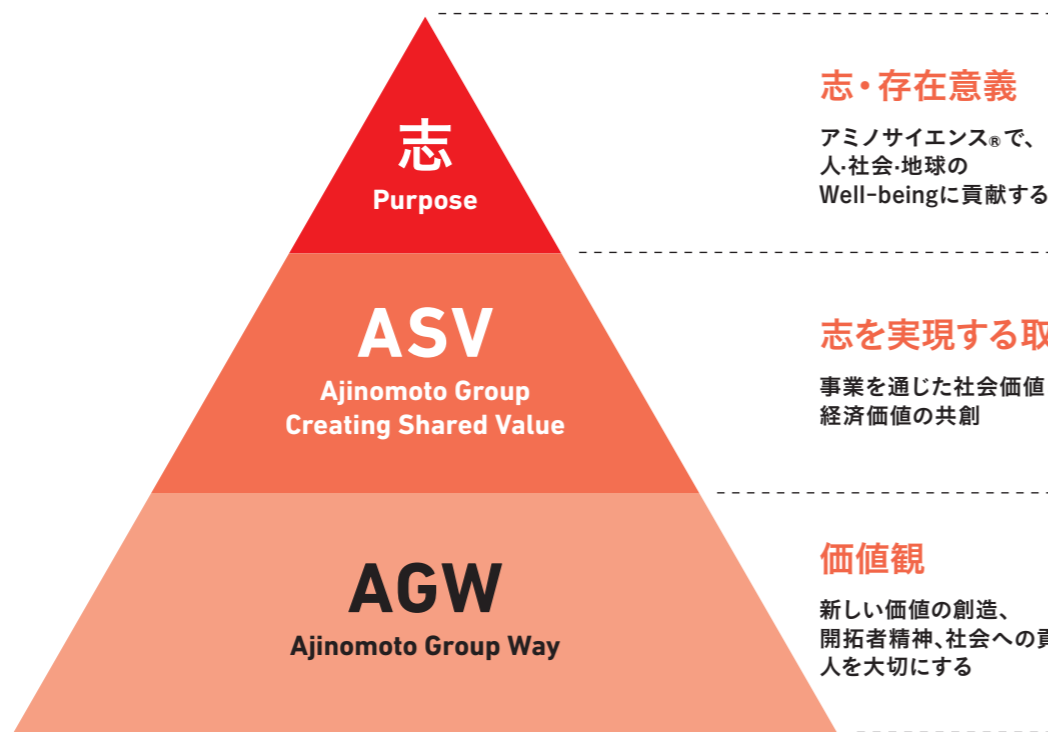 志
Purpose
志・存在意義
アミノサイエンス®で、
人・社会・地球の
Well-beingに貢献する
ASV
Ajinomoto Group
Creating Shared Value
志を実現する取
事業を通じた社会価値
経済価値の共創
AGW
Ajinomoto Group Way
価値観
新しい価値の創造、
開拓者精神、社会への貢
人を大切にする